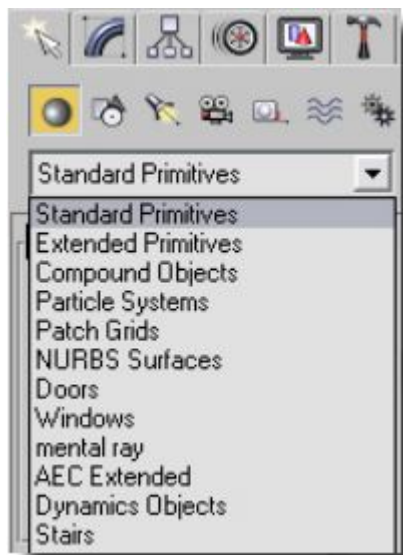 Standard Primitives
Standard Primitives
Extended Primitives
Compound Objects
Particle Systems
Patch Grids
NURBS Surfaces
Doors
Windows
mental ray
AEC Extended
Dynamics Objects
Stairs